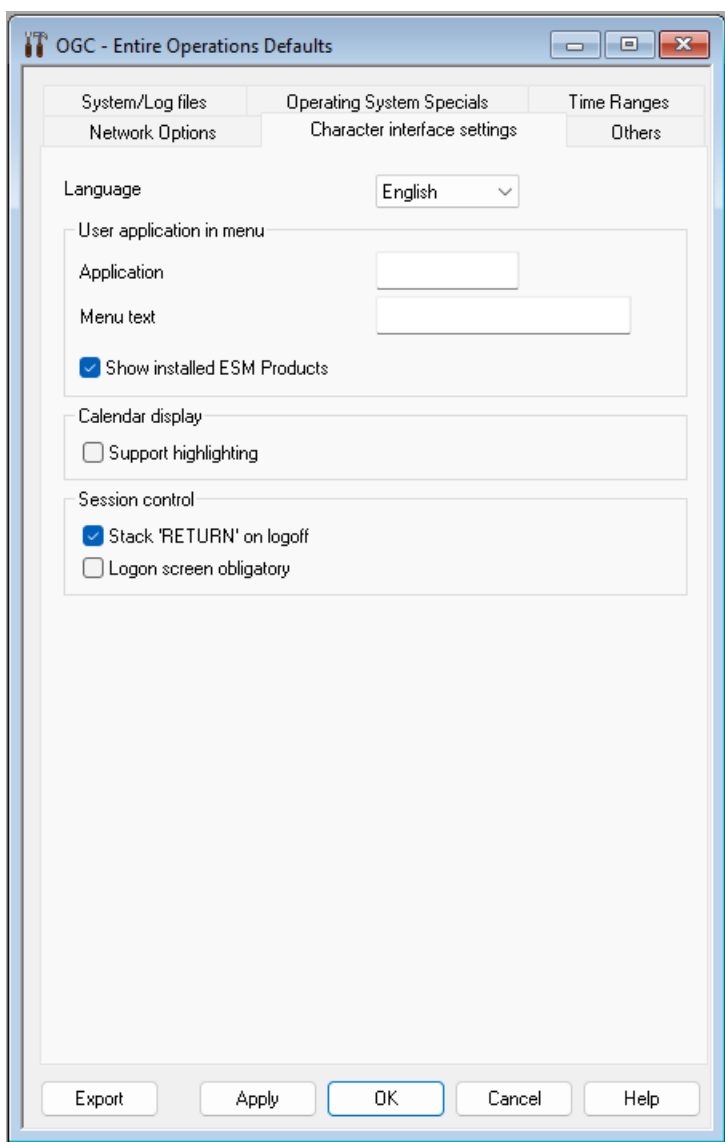 OGC - Entire Operations Defaults
System/Log files Operating System Specials Time Ranges
Network Options Character interface settings Others
Language English
User application in menu
Application
Menu text
Show installed ESM Products
Calendar display
Support highlighting
Session control
Stack 'RETURN' on logoff
Logon screen obligatory
Export Apply OK Cancel Help